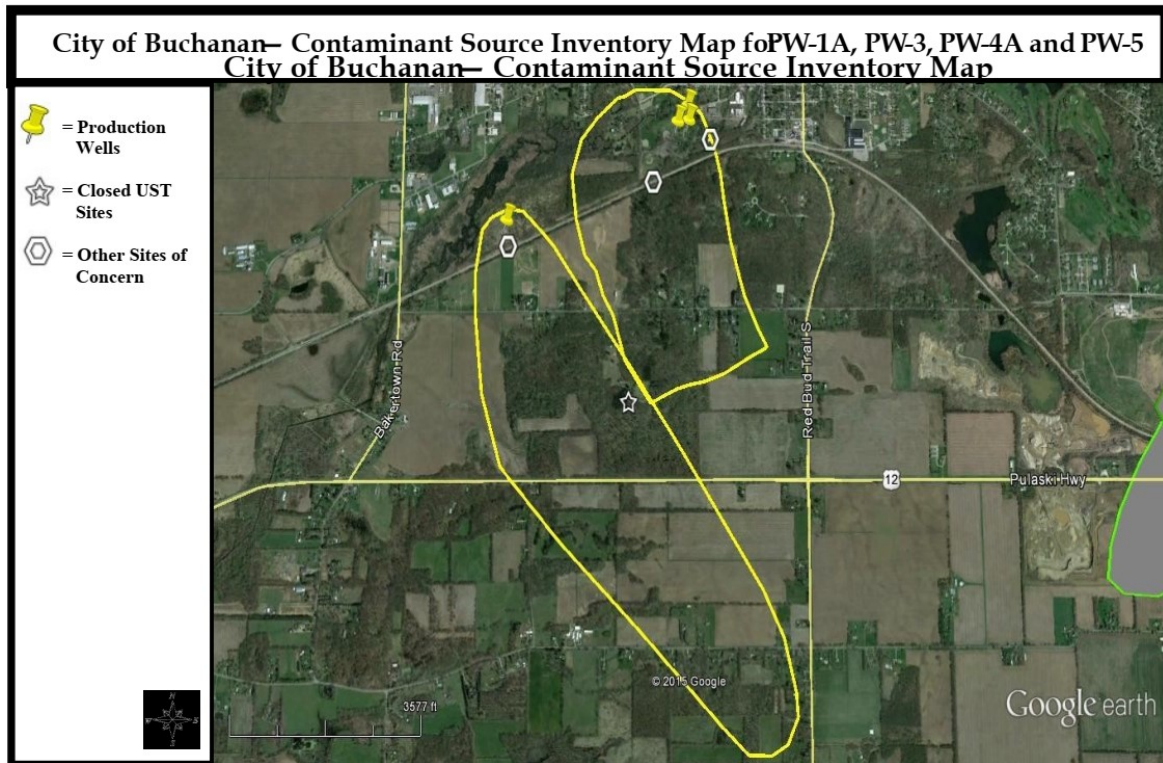 City of Buchanan— Contaminant Source Inventory Map foPW-1A, PW-3, PW-4A and PW-5
City of Buchanan— Contaminant Source Inventory Map
= Production
Wells
= Closed UST
Sites
= Other Sites of
Concern
Bakertown Rd
Red Bud Trail S
12
Pulaski Hwy
© 2015 Google
3577 ft
Google earth